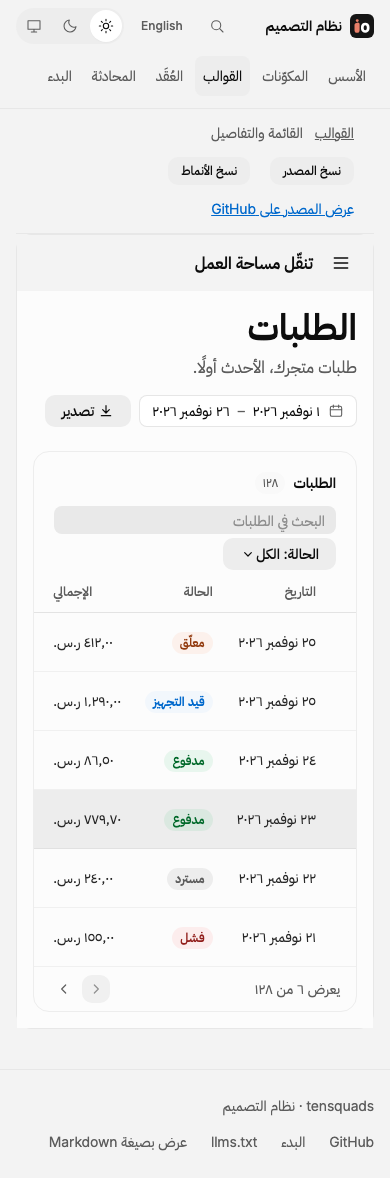 نظام التصميم
English
الأسس المكوّنات القوالب العُقَد المحادثة البدء
القوالب القائمة والتفاصيل
نسخ المصدر نسخ الأنماط
عرض المصدر على GitHub
تنقّل مساحة العمل
الطلبات
طلبات متجرك، الأحدث أولًا.
١ نوفمبر ٢٠٢٦ – ٢٦ نوفمبر ٢٠٢٦ تصدير
الطلبات ١٢٨
البحث في الطلبات
الحالة: الكل
التاريخ الحالة الإجمالي
٢٥ نوفمبر ٢٠٢٦ معلّق ٤١٢,٠٠ ر.س.
٢٥ نوفمبر ٢٠٢٦ قيد التجهيز ١,٢٩٠,٠٠ ر.س.
٢٤ نوفمبر ٢٠٢٦ مدفوع ٨٦,٥٠ ر.س.
٢٣ نوفمبر ٢٠٢٦ مدفوع ٧٧٩,٧٠ ر.س.
٢٢ نوفمبر ٢٠٢٦ مسترد ٢٤٠,٠٠ ر.س.
٢١ نوفمبر ٢٠٢٦ فشل ١٥٥,٠٠ ر.س.
يعرض ٦ من ١٢٨
tensquads · نظام التصميم
GitHub البدء llms.txt عرض بصيغة Markdown